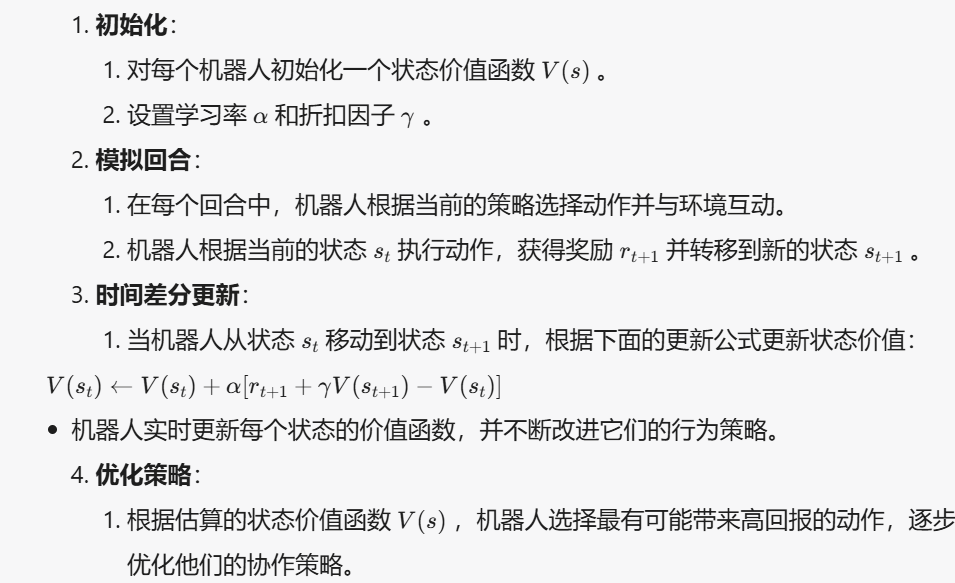 1. 初始化：
1. 对每个机器人初始化一个状态价值函数 V(s) 。
2. 设置学习率 α 和折扣因子 γ 。
2. 模拟回合：
1. 在每个回合中，机器人根据当前的策略选择动作并与环境互动。
2. 机器人根据当前的状态 s_t 执行动作，获得奖励 r_{t+1} 并转移到新的状态 s_{t+1} 。
3. 时间差分更新：
1. 当机器人从状态 s_t 移动到状态 s_{t+1} 时，根据下面的更新公式更新状态价值：
V(s_t) ← V(s_t) + α[r_{t+1} + γV(s_{t+1}) − V(s_t)]
• 机器人实时更新每个状态的价值函数，并不断改进它们的行为策略。
4. 优化策略：
1. 根据估算的状态价值函数 V(s) ，机器人选择最有可能带来高回报的动作，逐步
优化他们的协作策略。